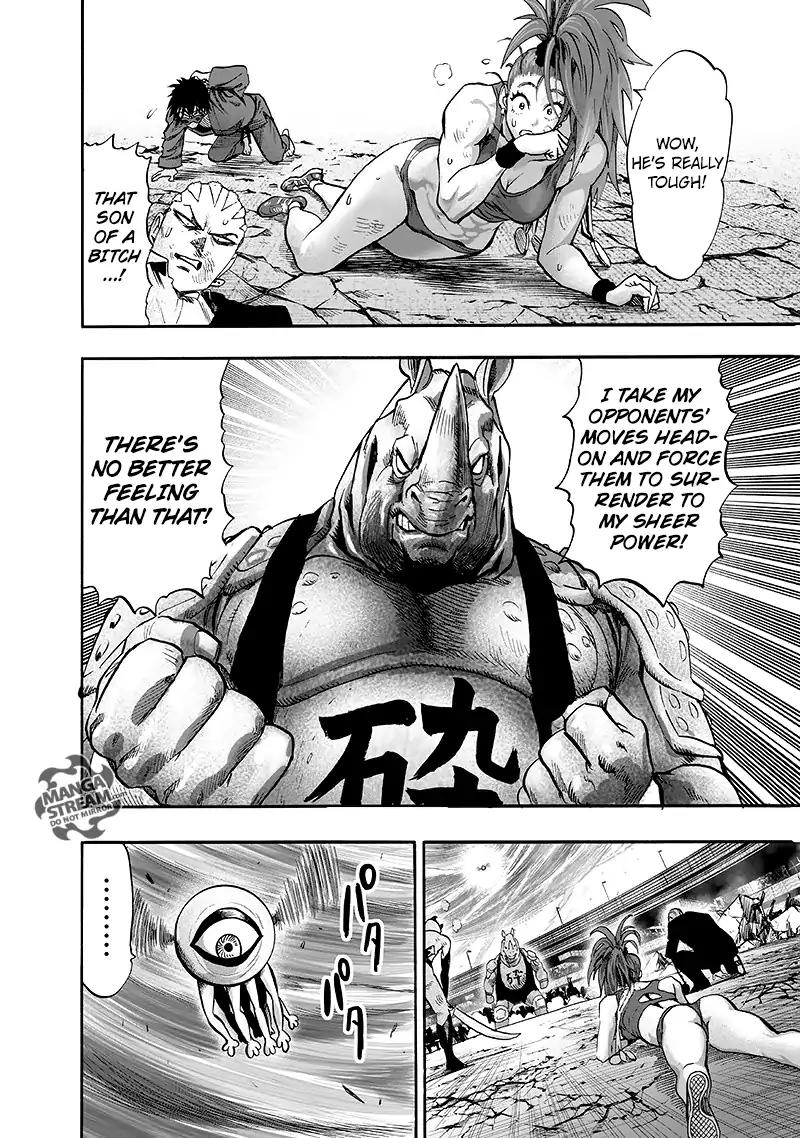 WOW,
HE'S REALLY
TOUGH!
THAT
SON
OF A
BITCH
...!
I TAKE MY
OPPONENTS'
MOVES HEAD-
ON AND FORCE
THEM TO SUR-
RENDER TO
MY SHEER
POWER!
THERE'S
NO BETTER
FEELING
THAN THAT!
砕
MANGA
STREAM.com
DO NOT MIRROR
砕
パタ
パタ
......